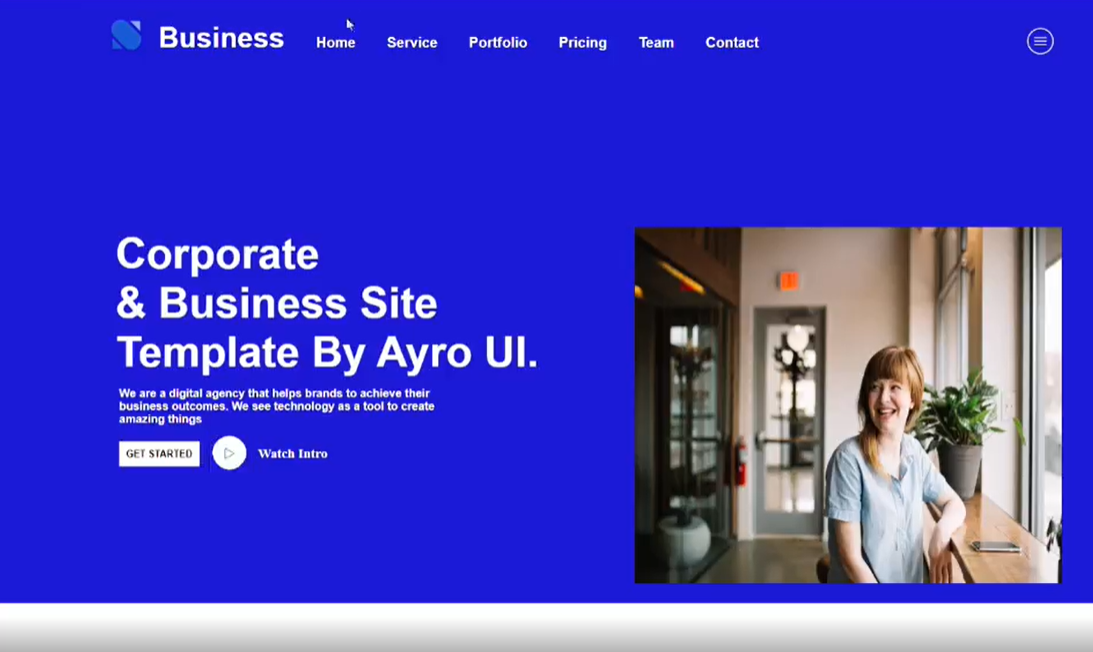 Business
Home Service Portfolio Pricing Team Contact
Corporate
& Business Site
Template By Ayro UI.
We are a digital agency that helps brands to achieve their
business outcomes. We see technology as a tool to create
amazing things
GET STARTED Watch Intro